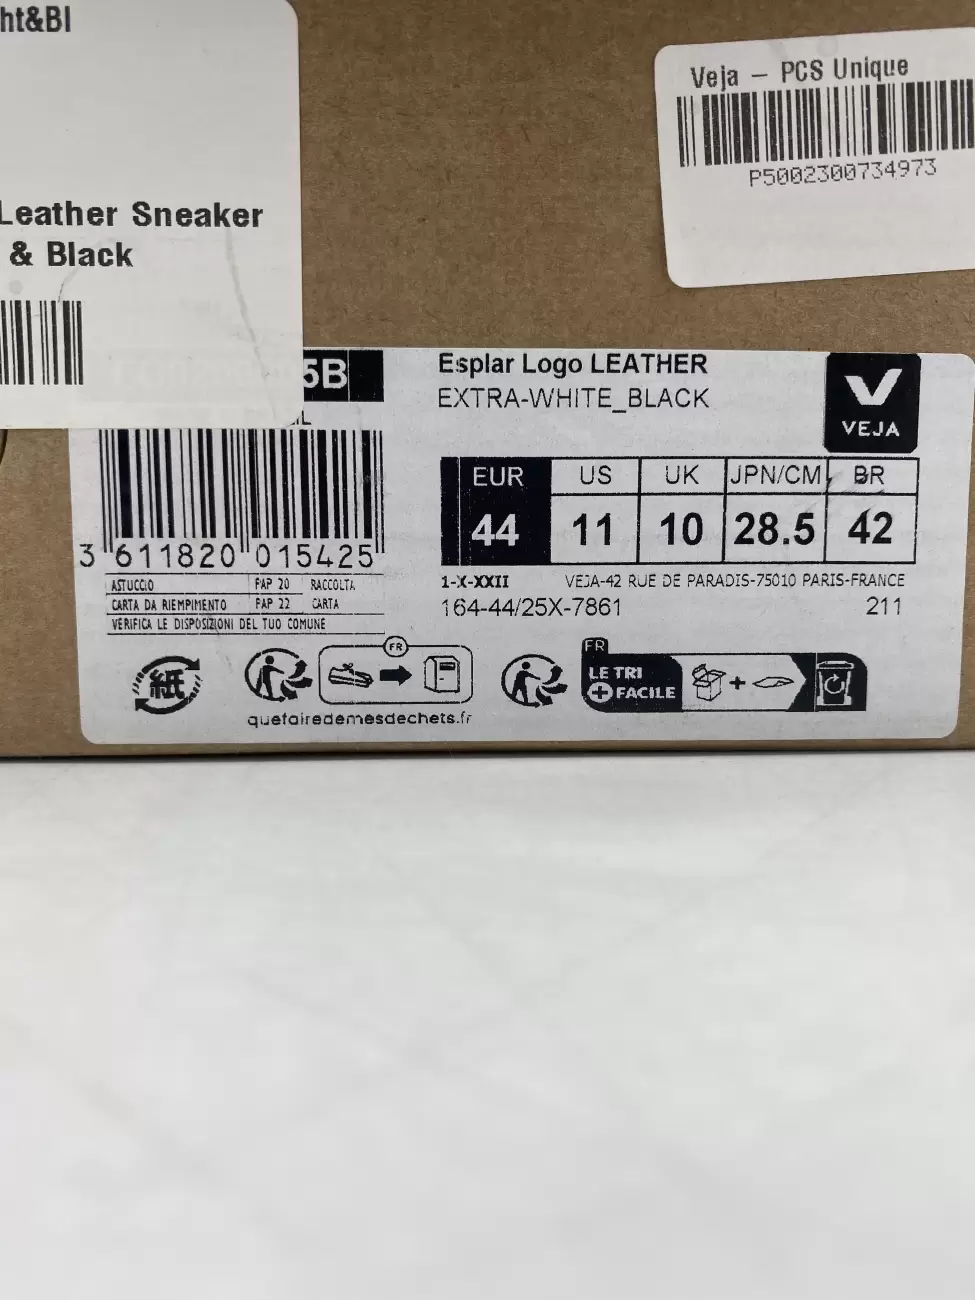 ht&Bl
Leather Sneaker
& Black
Veja – PCS Unique
P5002300734973
5B
Esplar Logo LEATHER
EXTRA-WHITE_BLACK
VEJA
EUR US UK JPN/CM BR
44 11 10 28.5 42
3 611820 015425
1-X-XXII VEJA-42 RUE DE PARADIS-75010 PARIS-FRANCE
164-44/25X-7861 211
ASTUCCIO PAP 20 RACCOLTA
CARTA DA RIEMPIMENTO PAP 22 CARTA
VERIFICA LE DISPOSIZIONI DEL TUO COMUNE
紙
FR
quefairedemesdechets.fr
FR
LE TRI
+ FACILE
+